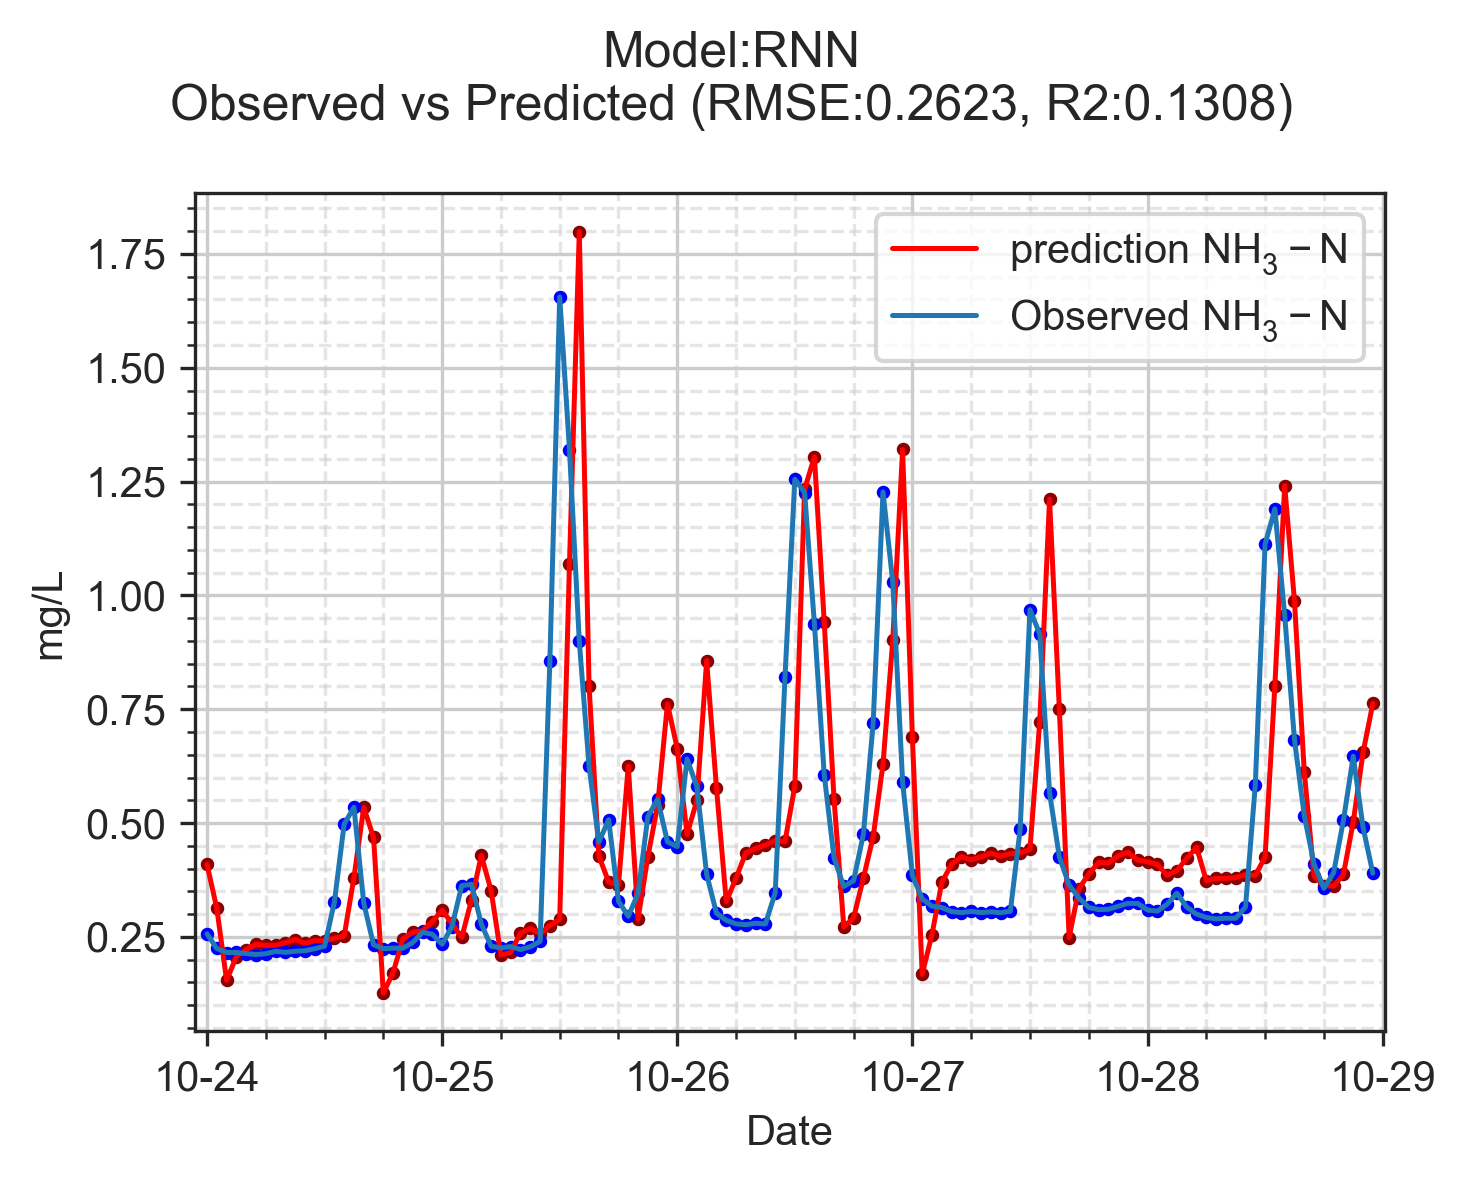 Model:RNN
Observed vs Predicted (RMSE:0.2623, R2:0.1308)
prediction NH₃ − N
Observed NH₃ − N
1.75
1.50
1.25
1.00
0.75
0.50
0.25
mg/L
10-24 10-25 10-26 10-27 10-28 10-29
Date